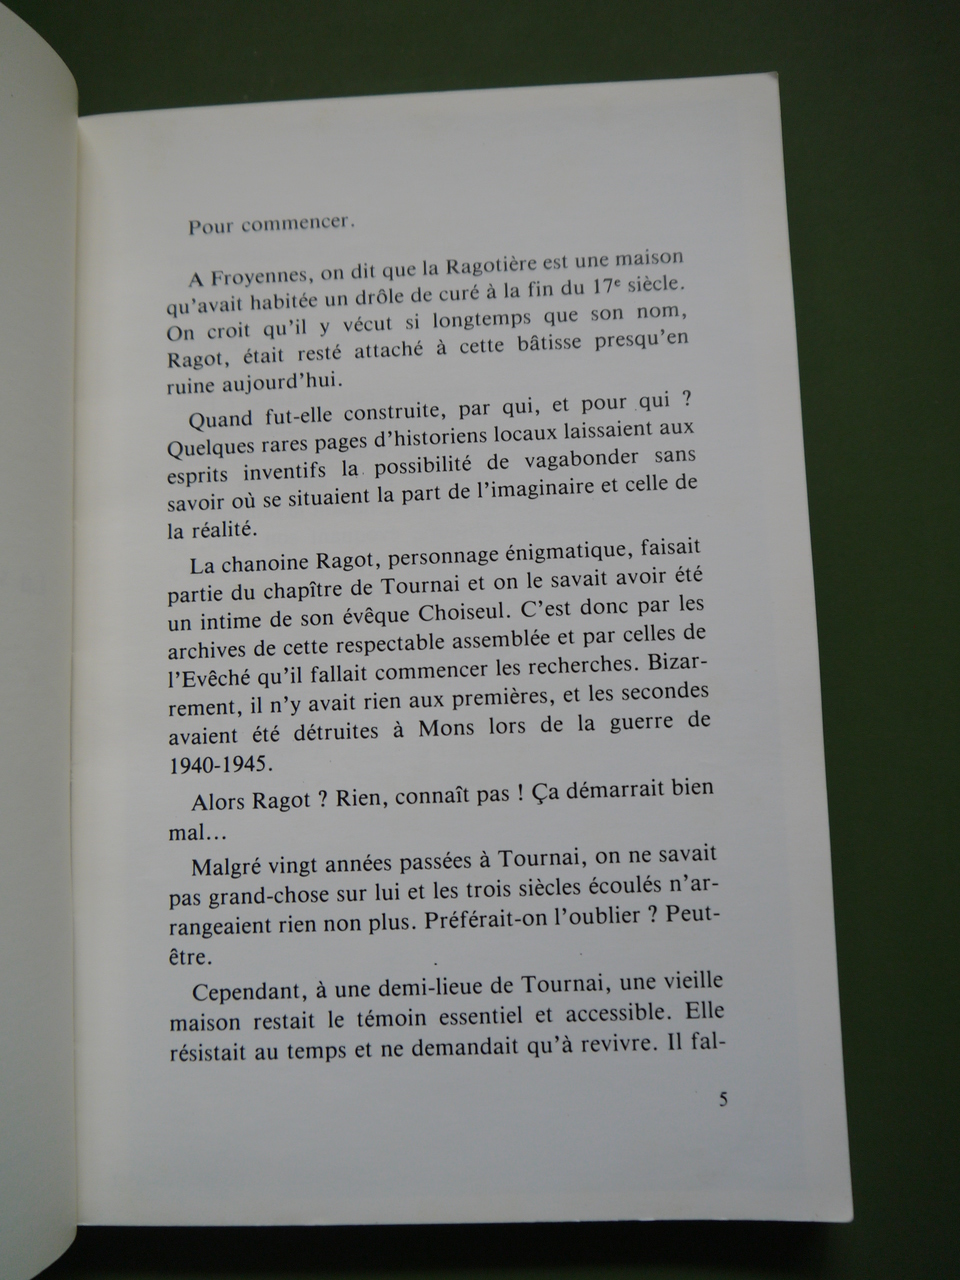 Pour commencer.
A Froyennes, on dit que la Ragotière est une maison
qu'avait habitée un drôle de curé à la fin du 17e siècle.
On croit qu'il y vécut si longtemps que son nom,
Ragot, était resté attaché à cette bâtisse presqu'en
ruine aujourd'hui.
Quand fut-elle construite, par qui, et pour qui ?
Quelques rares pages d'historiens locaux laissaient aux
esprits inventifs la possibilité de vagabonder sans
savoir où se situaient la part de l'imaginaire et celle de
la réalité.
La chanoine Ragot, personnage énigmatique, faisait
partie du chapître de Tournai et on le savait avoir été
un intime de son évêque Choiseul. C'est donc par les
archives de cette respectable assemblée et par celles de
l'Evêché qu'il fallait commencer les recherches. Bizar-
rement, il n'y avait rien aux premières, et les secondes
avaient été détruites à Mons lors de la guerre de
1940-1945.
Alors Ragot ? Rien, connaît pas ! Ça démarrait bien
mal...
Malgré vingt années passées à Tournai, on ne savait
pas grand-chose sur lui et les trois siècles écoulés n'ar-
rangeaient rien non plus. Préférait-on l'oublier ? Peut-
être.
Cependant, à une demi-lieue de Tournai, une vieille
maison restait le témoin essentiel et accessible. Elle
résistait au temps et ne demandait qu'à revivre. Il fal-
5